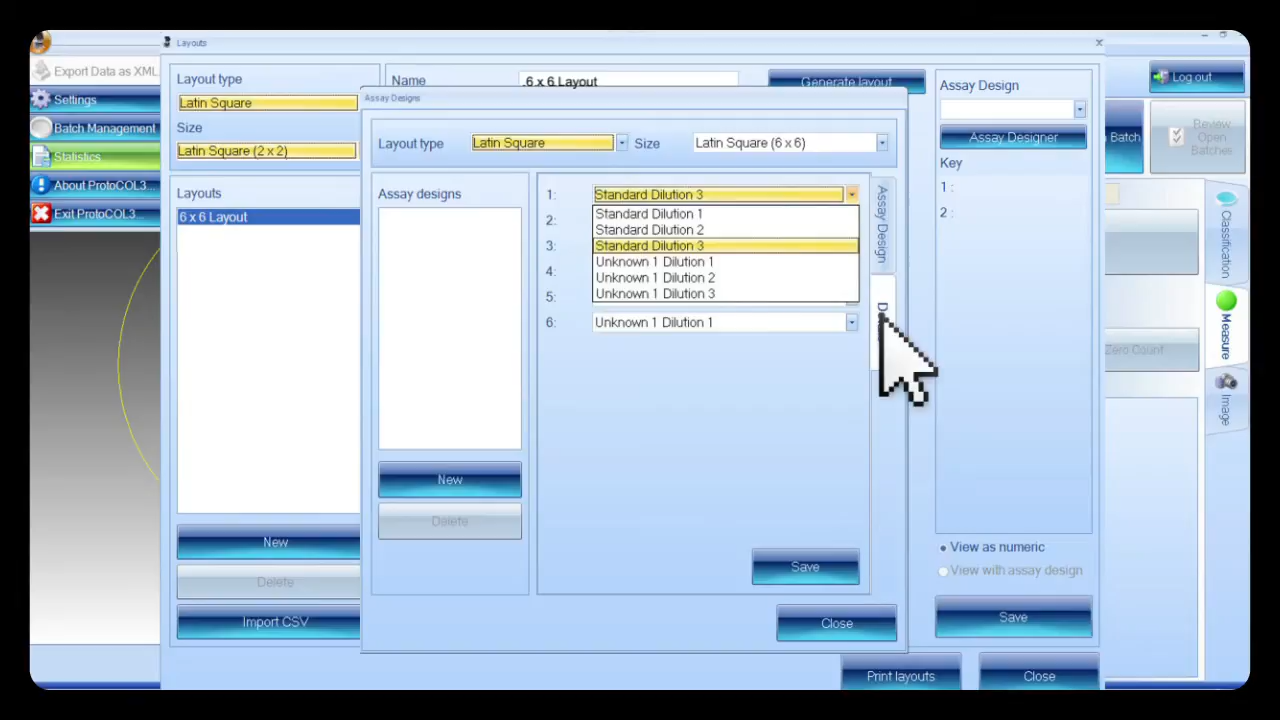 Layouts
Export Data as XML
Settings
Batch Management
Statistics
About ProtoCOL3...
Exit ProtoCOL3...
Layout type
Latin Square
Size
Latin Square (2 x 2)
Layouts
6 x 6 Layout
New
Delete
Import CSV
Name
.6 x 6 Layout
Generate layout
Assay Designs
Layout type
Latin Square
Size
Latin Square (6 x 6)
Assay designs
New
Delete
1:
Standard Dilution 3
Standard Dilution 1
2:
Standard Dilution 2
3:
Standard Dilution 3
Unknown 1 Dilution 1
4:
Unknown 1 Dilution 2
5:
Unknown 1 Dilution 3
6:
Unknown 1 Dilution 1
Assay Design
Save
Close
Assay Design
Assay Designer
Key
1 :
2 :
View as numeric
View with assay design
Save
Print layouts
Close
Log out
Batch
Review
Open
Batches
Zero Count
Classification
Measure
Image